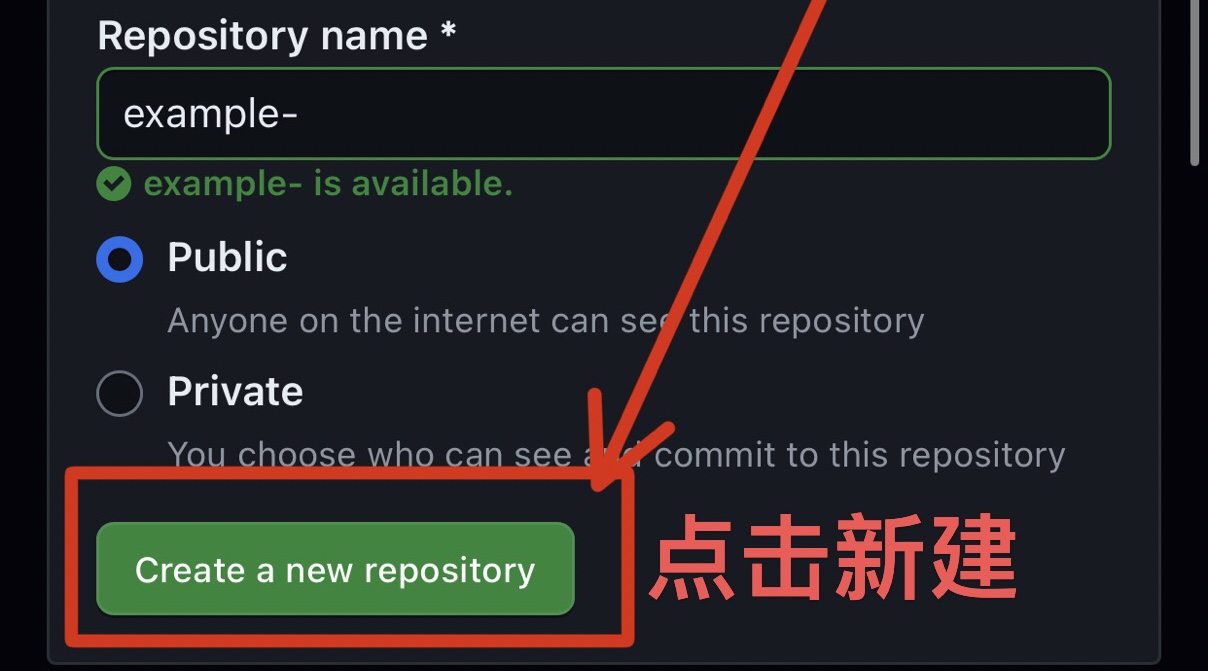 Repository name *
example-
example- is available.
Public
Anyone on the internet can see this repository
Private
You choose who can see and commit to this repository
Create a new repository
点击新建